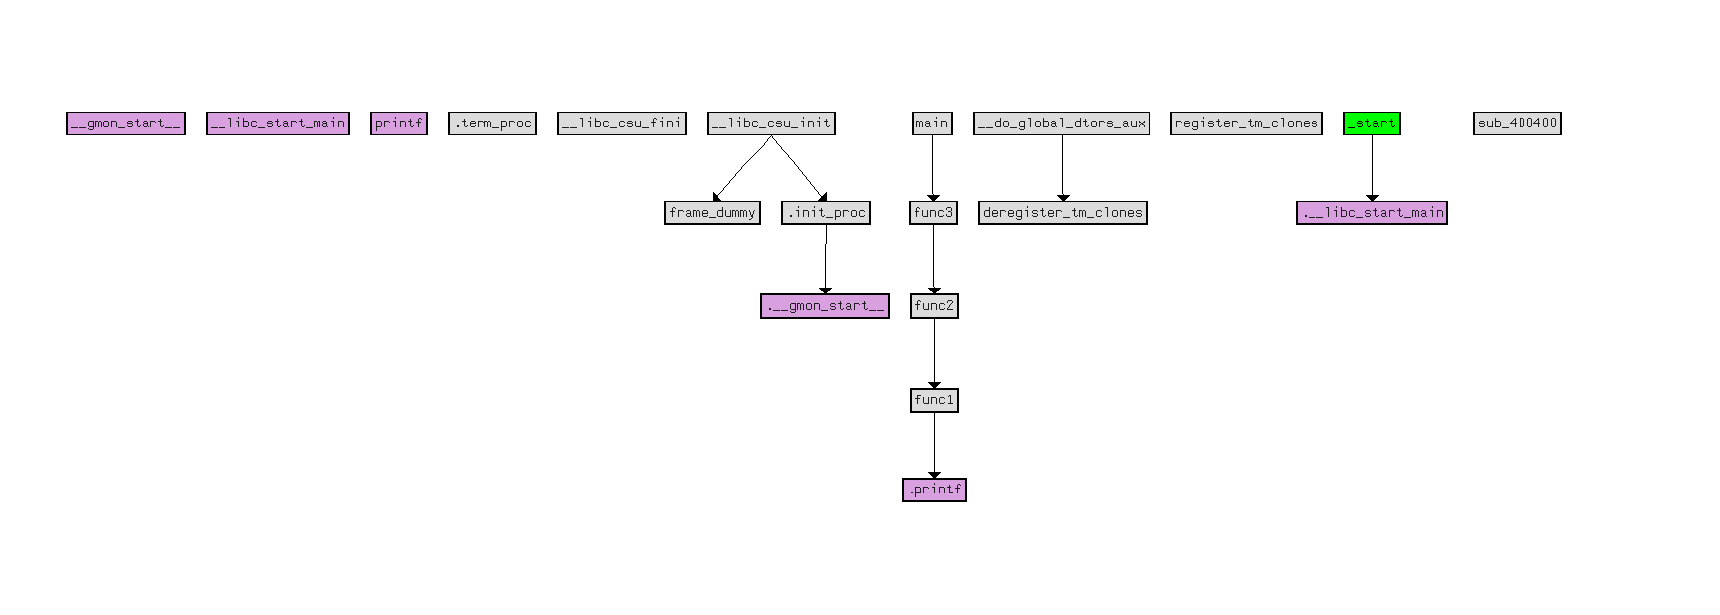 __gmon_start__
__libc_start_main
printf
.term_proc
__libc_csu_fini
__libc_csu_init
main
__do_global_dtors_aux
register_tm_clones
_start
sub_4D0400
frame_dummy
.init_proc
func3
deregister_tm_clones
.__libc_start_main
.__gmon_start__
func2
func1
.printf